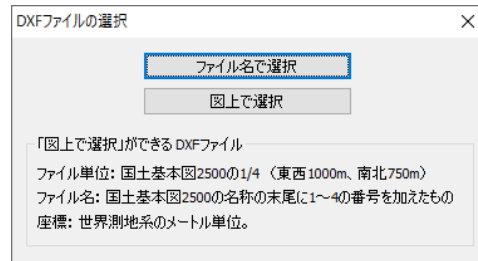 DXFファイルの選択
ファイル名で選択
図上で選択
「図上で選択」ができるDXFファイル
ファイル単位: 国土基本図2500の1/4 （東西1000m、南北750m）
ファイル名: 国土基本図2500の名称の末尾に1～4の番号を加えたもの
座標: 世界測地系のメートル単位。